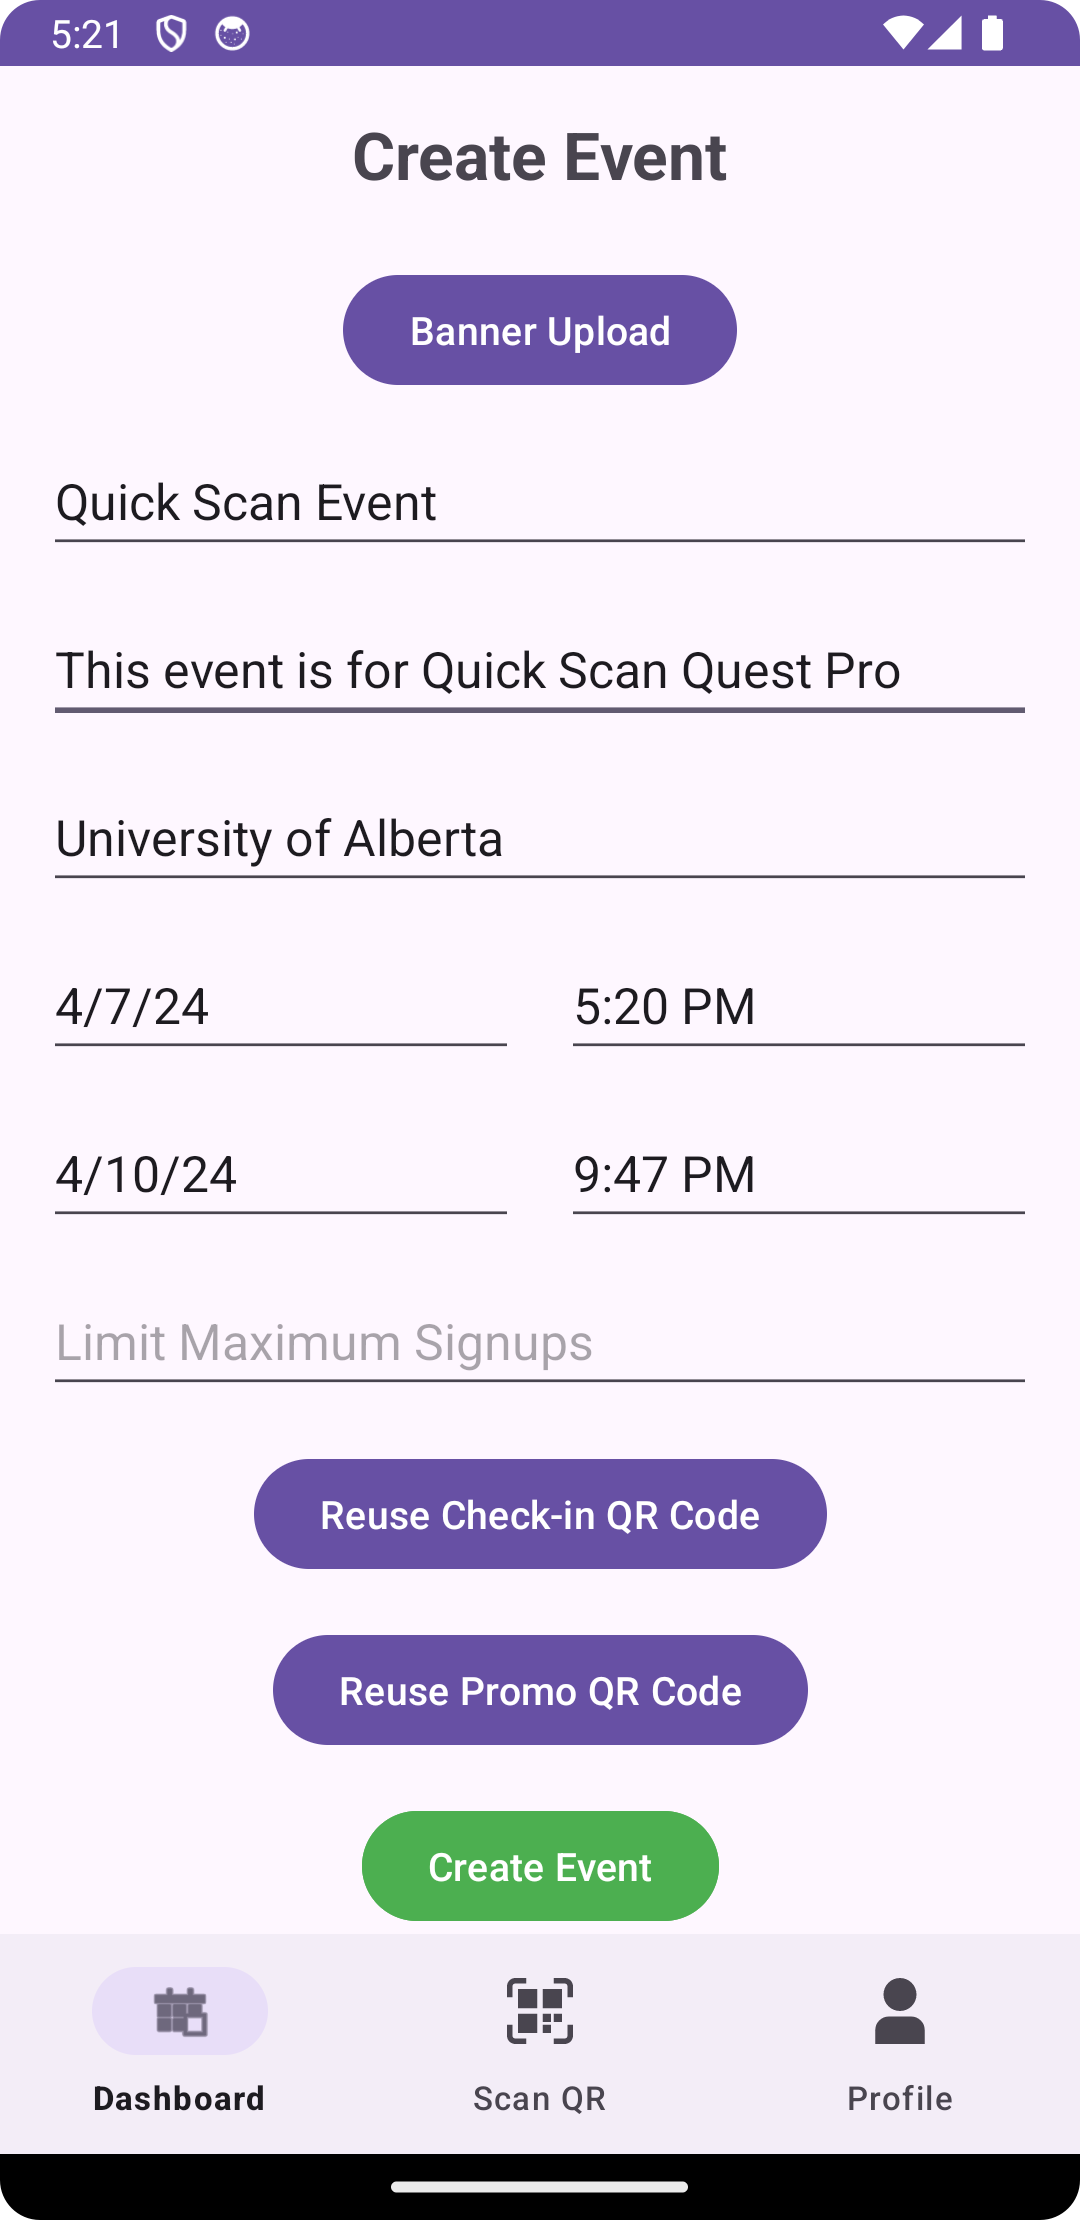 5:21
Create Event
Banner Upload
Quick Scan Event
This event is for Quick Scan Quest Pro
University of Alberta
4/7/24 5:20 PM
4/10/24 9:47 PM
Limit Maximum Signups
Reuse Check-in QR Code
Reuse Promo QR Code
Create Event
Dashboard Scan QR Profile